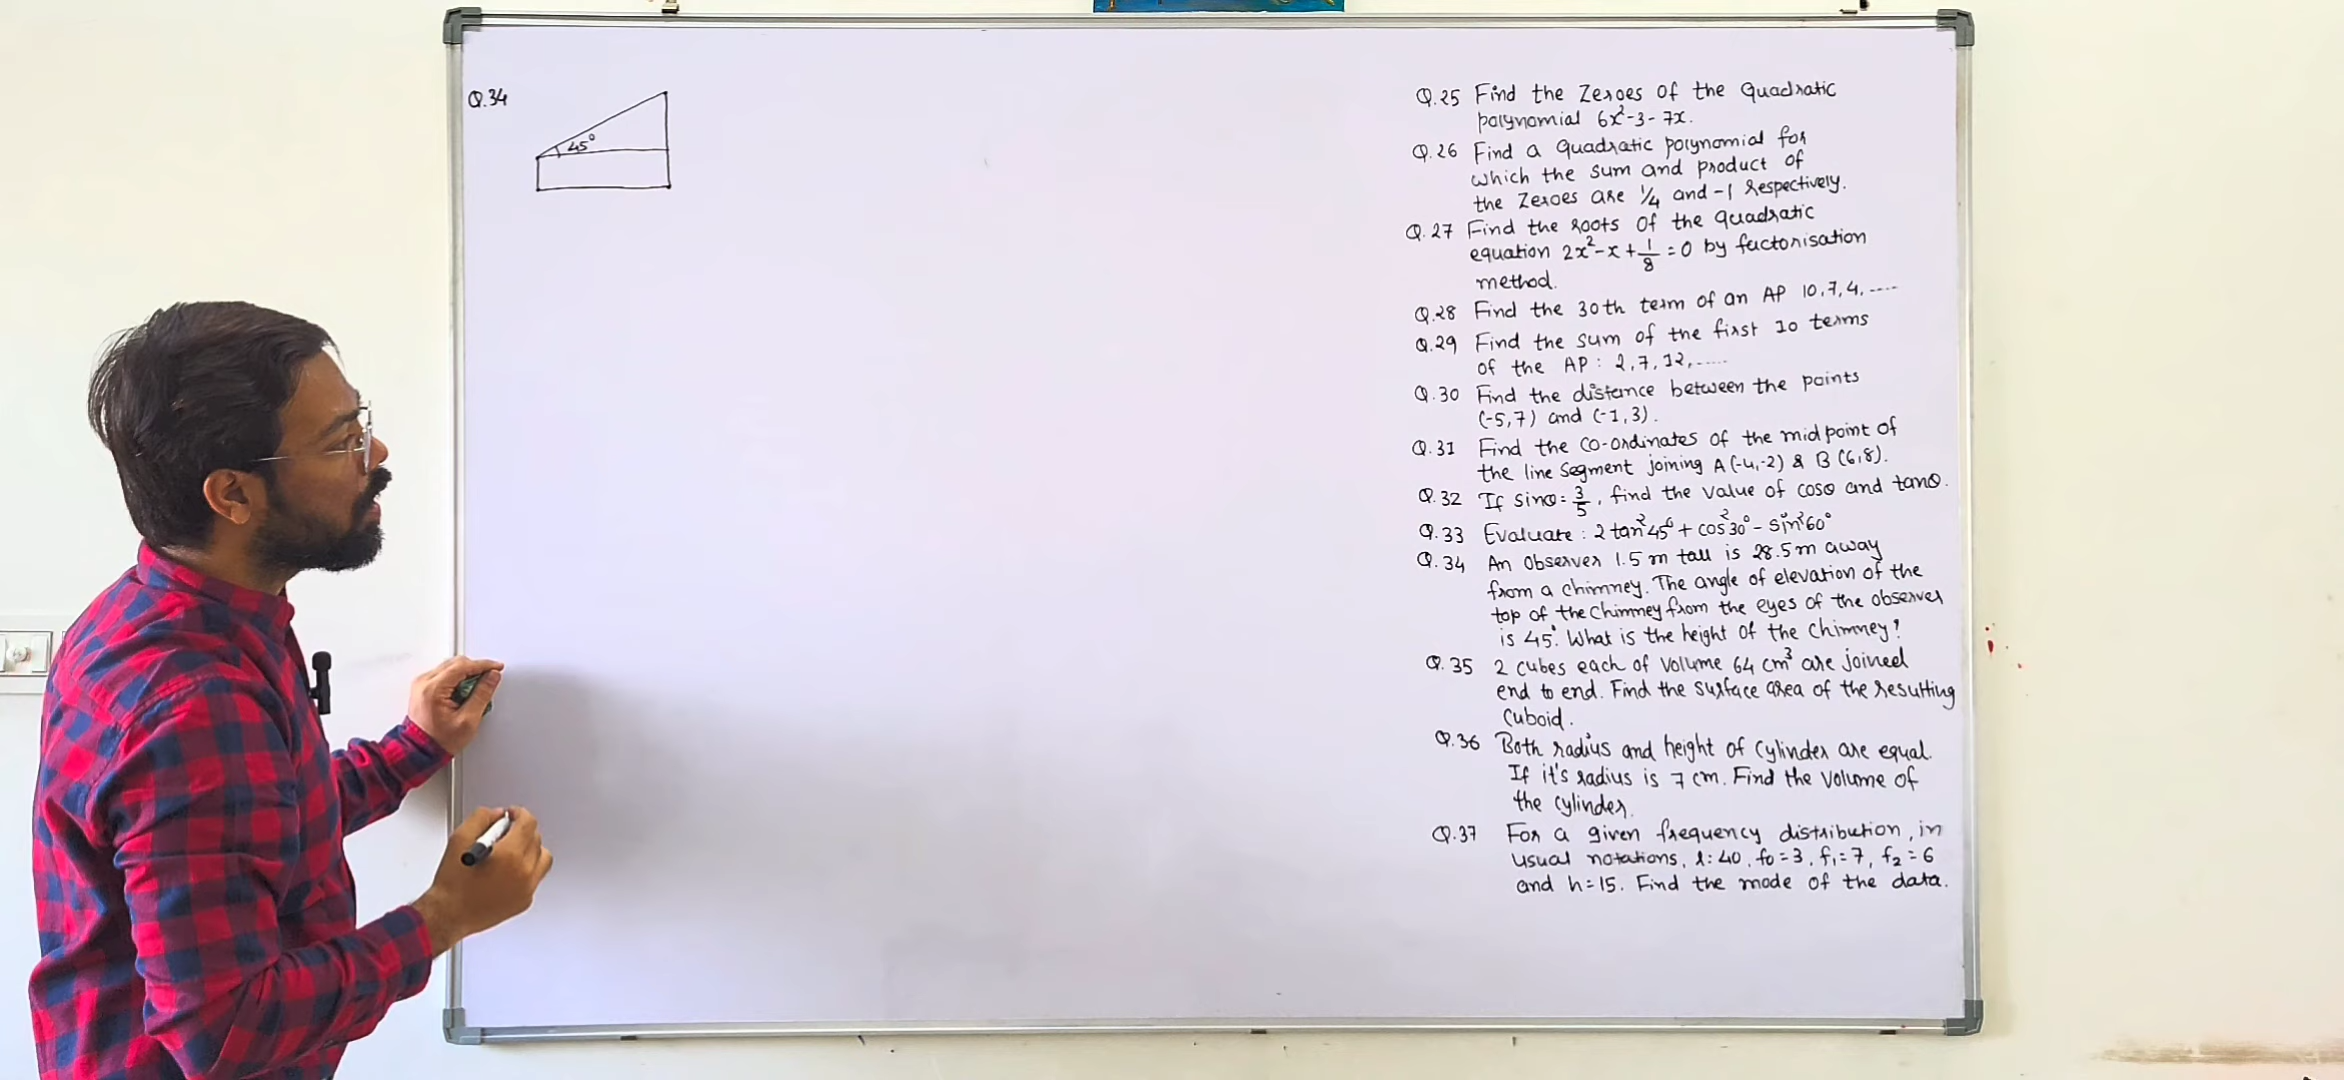 Q.34
45°
Q.25 Find the Zeroes of the quadratic
polynomial 6x²-3-7x.
Q.26 Find a quadratic polynomial for
which the sum and product of
the Zeroes are 1/4 and -1 respectively.
Q.27 Find the roots of the quadratic
equation 2x²-x+1/8=0 by factorisation
method.
Q.28 Find the 30th term of an AP 10,7,4,----
Q.29 Find the sum of the first 10 terms
of the AP: 2,7,12,......
Q.30 Find the distance between the points
(-5,7) and (-1,3).
Q.31 Find the co-ordinates of the midpoint of
the line segment joining A(-4,-2) & B(6,8).
Q.32 If sinθ=3/5, find the value of cosθ and tanθ.
Q.33 Evaluate: 2tan²45°+cos²30°-sin²60°
Q.34 An observer 1.5 m tall is 28.5 m away
from a chimney. The angle of elevation of the
top of the chimney from the eyes of the observer
is 45°. What is the height of the chimney?
Q.35 2 cubes each of volume 64 cm³ are joined
end to end. Find the surface area of the resulting
cuboid.
Q.36 Both radius and height of cylinder are equal.
If it's radius is 7 cm. Find the volume of
the cylinder.
Q.37 For a given frequency distribution, in
usual notations, l:40, f0=3, f1=7, f2=6
and h=15. Find the mode of the data.